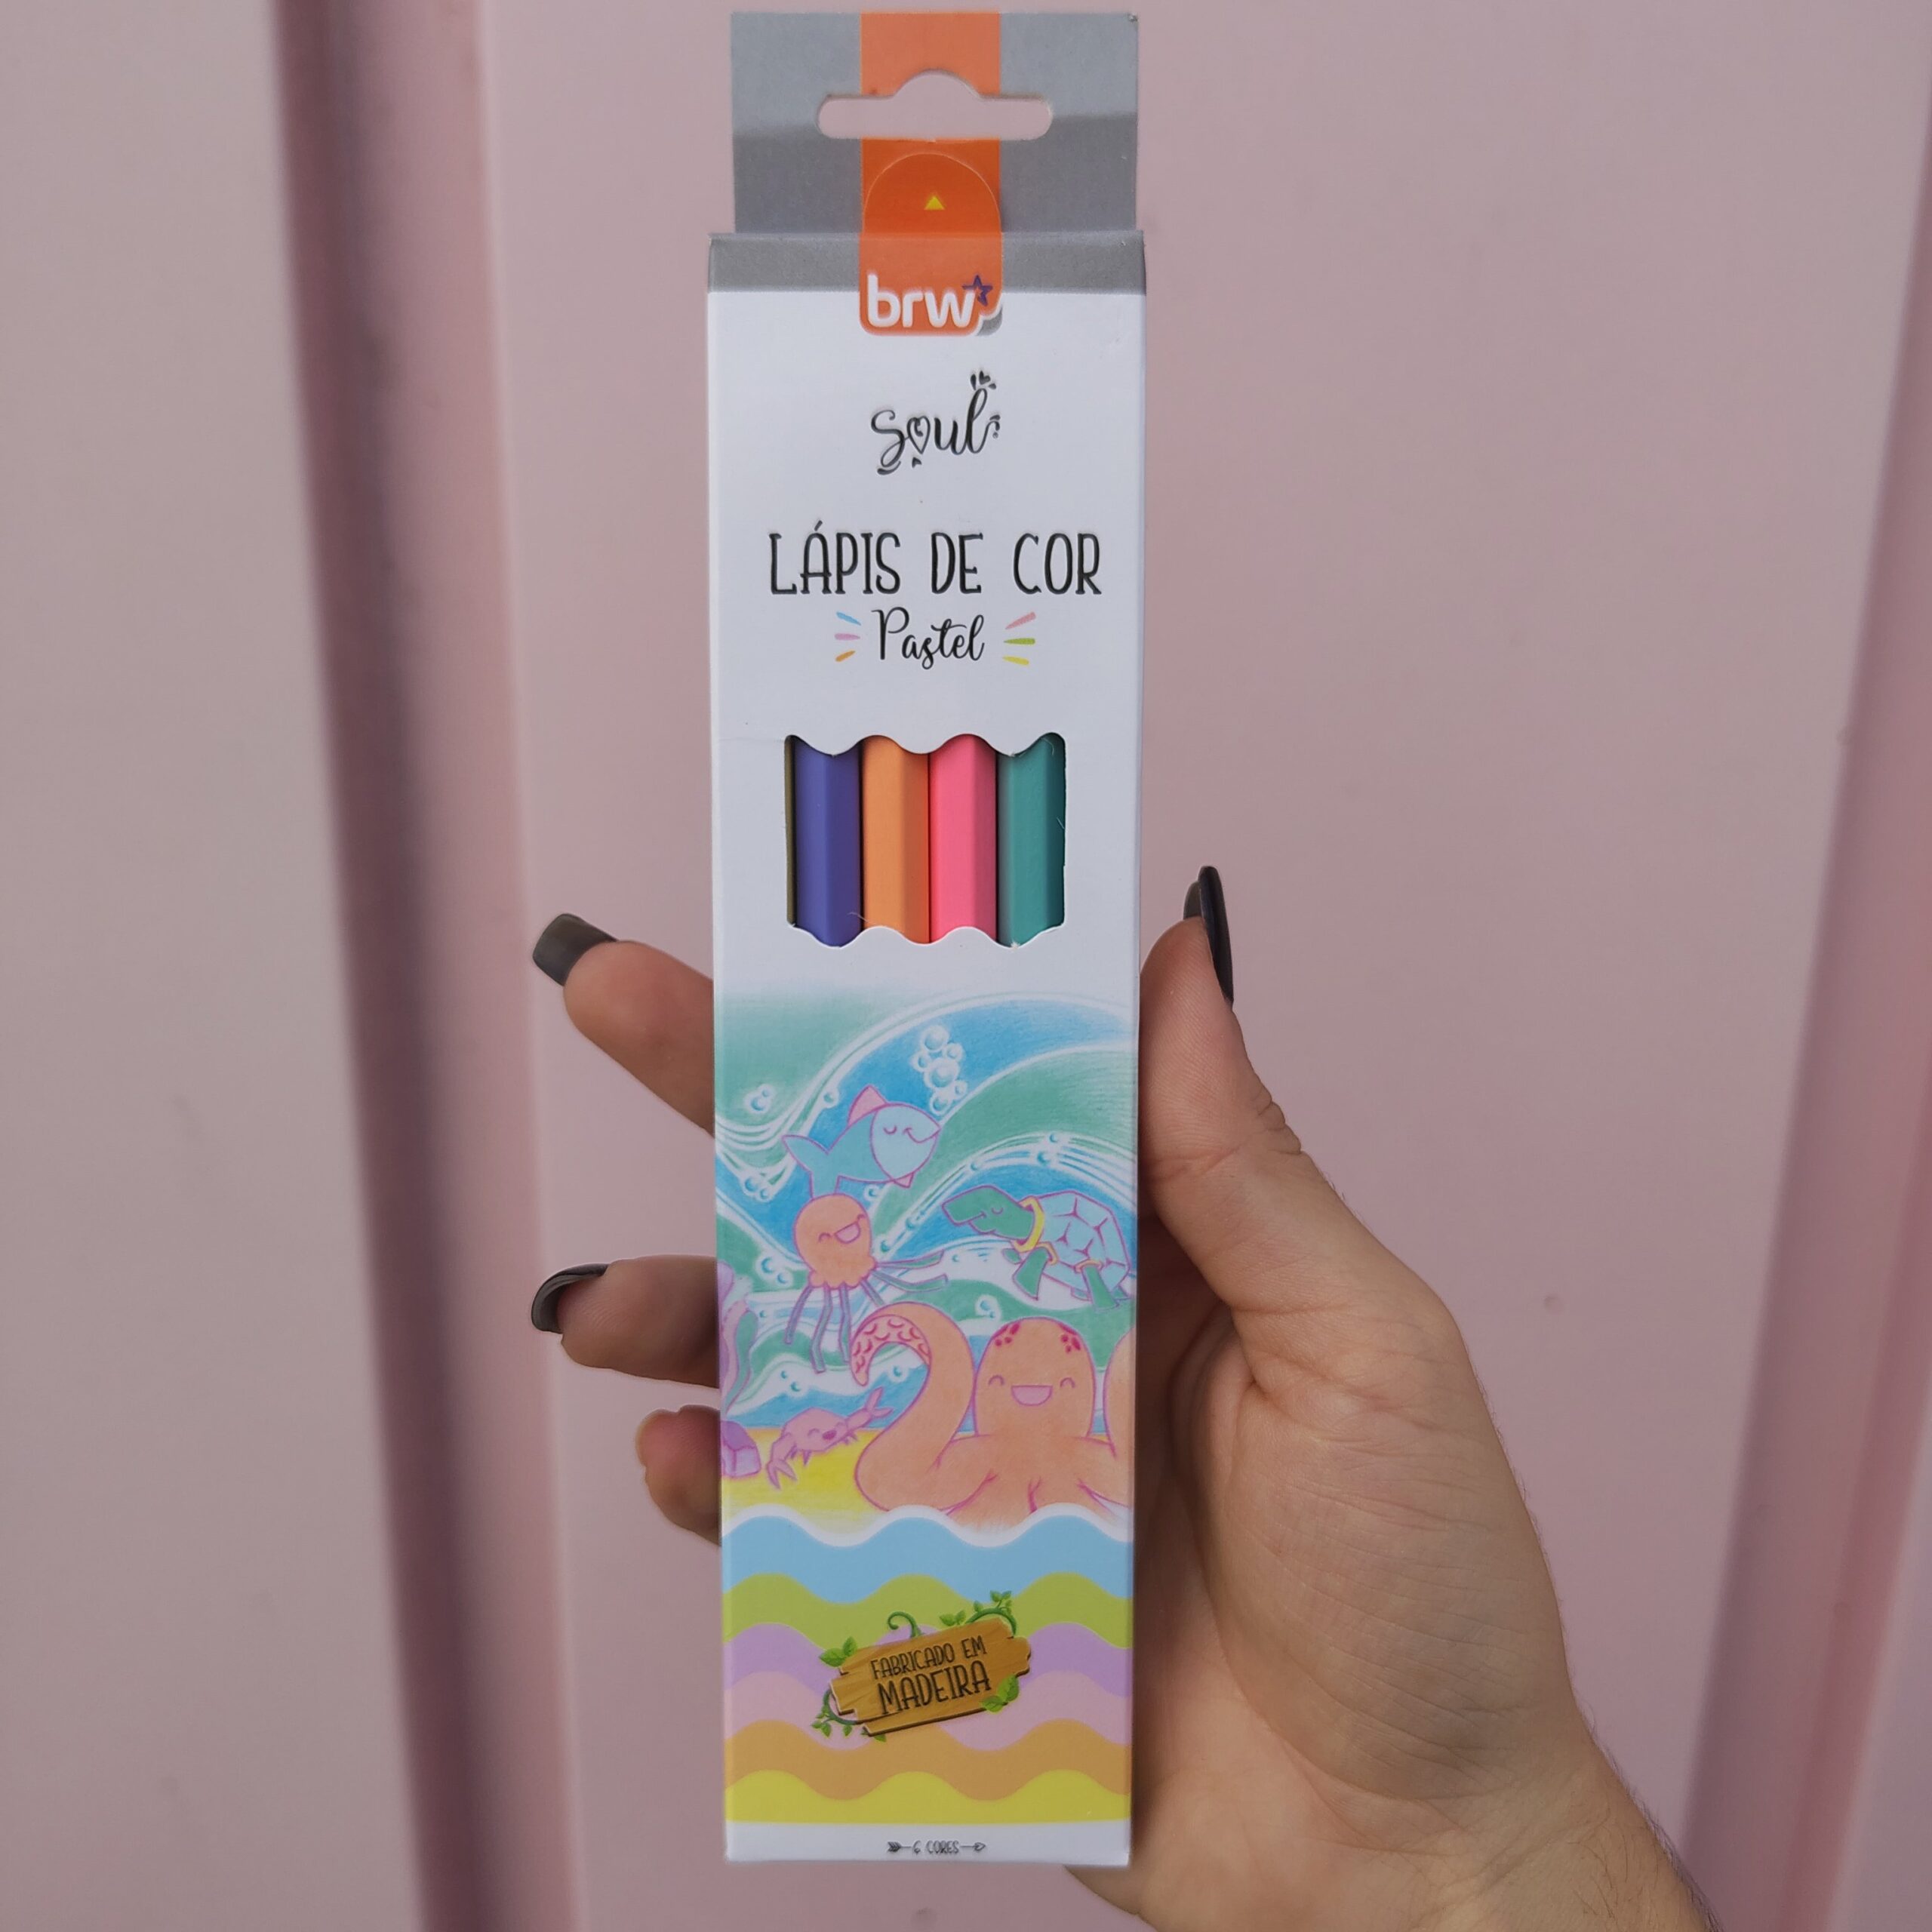 brw
soul
LÁPIS DE COR
Pastel
FABRICADO EM
MADEIRA
6 CORES